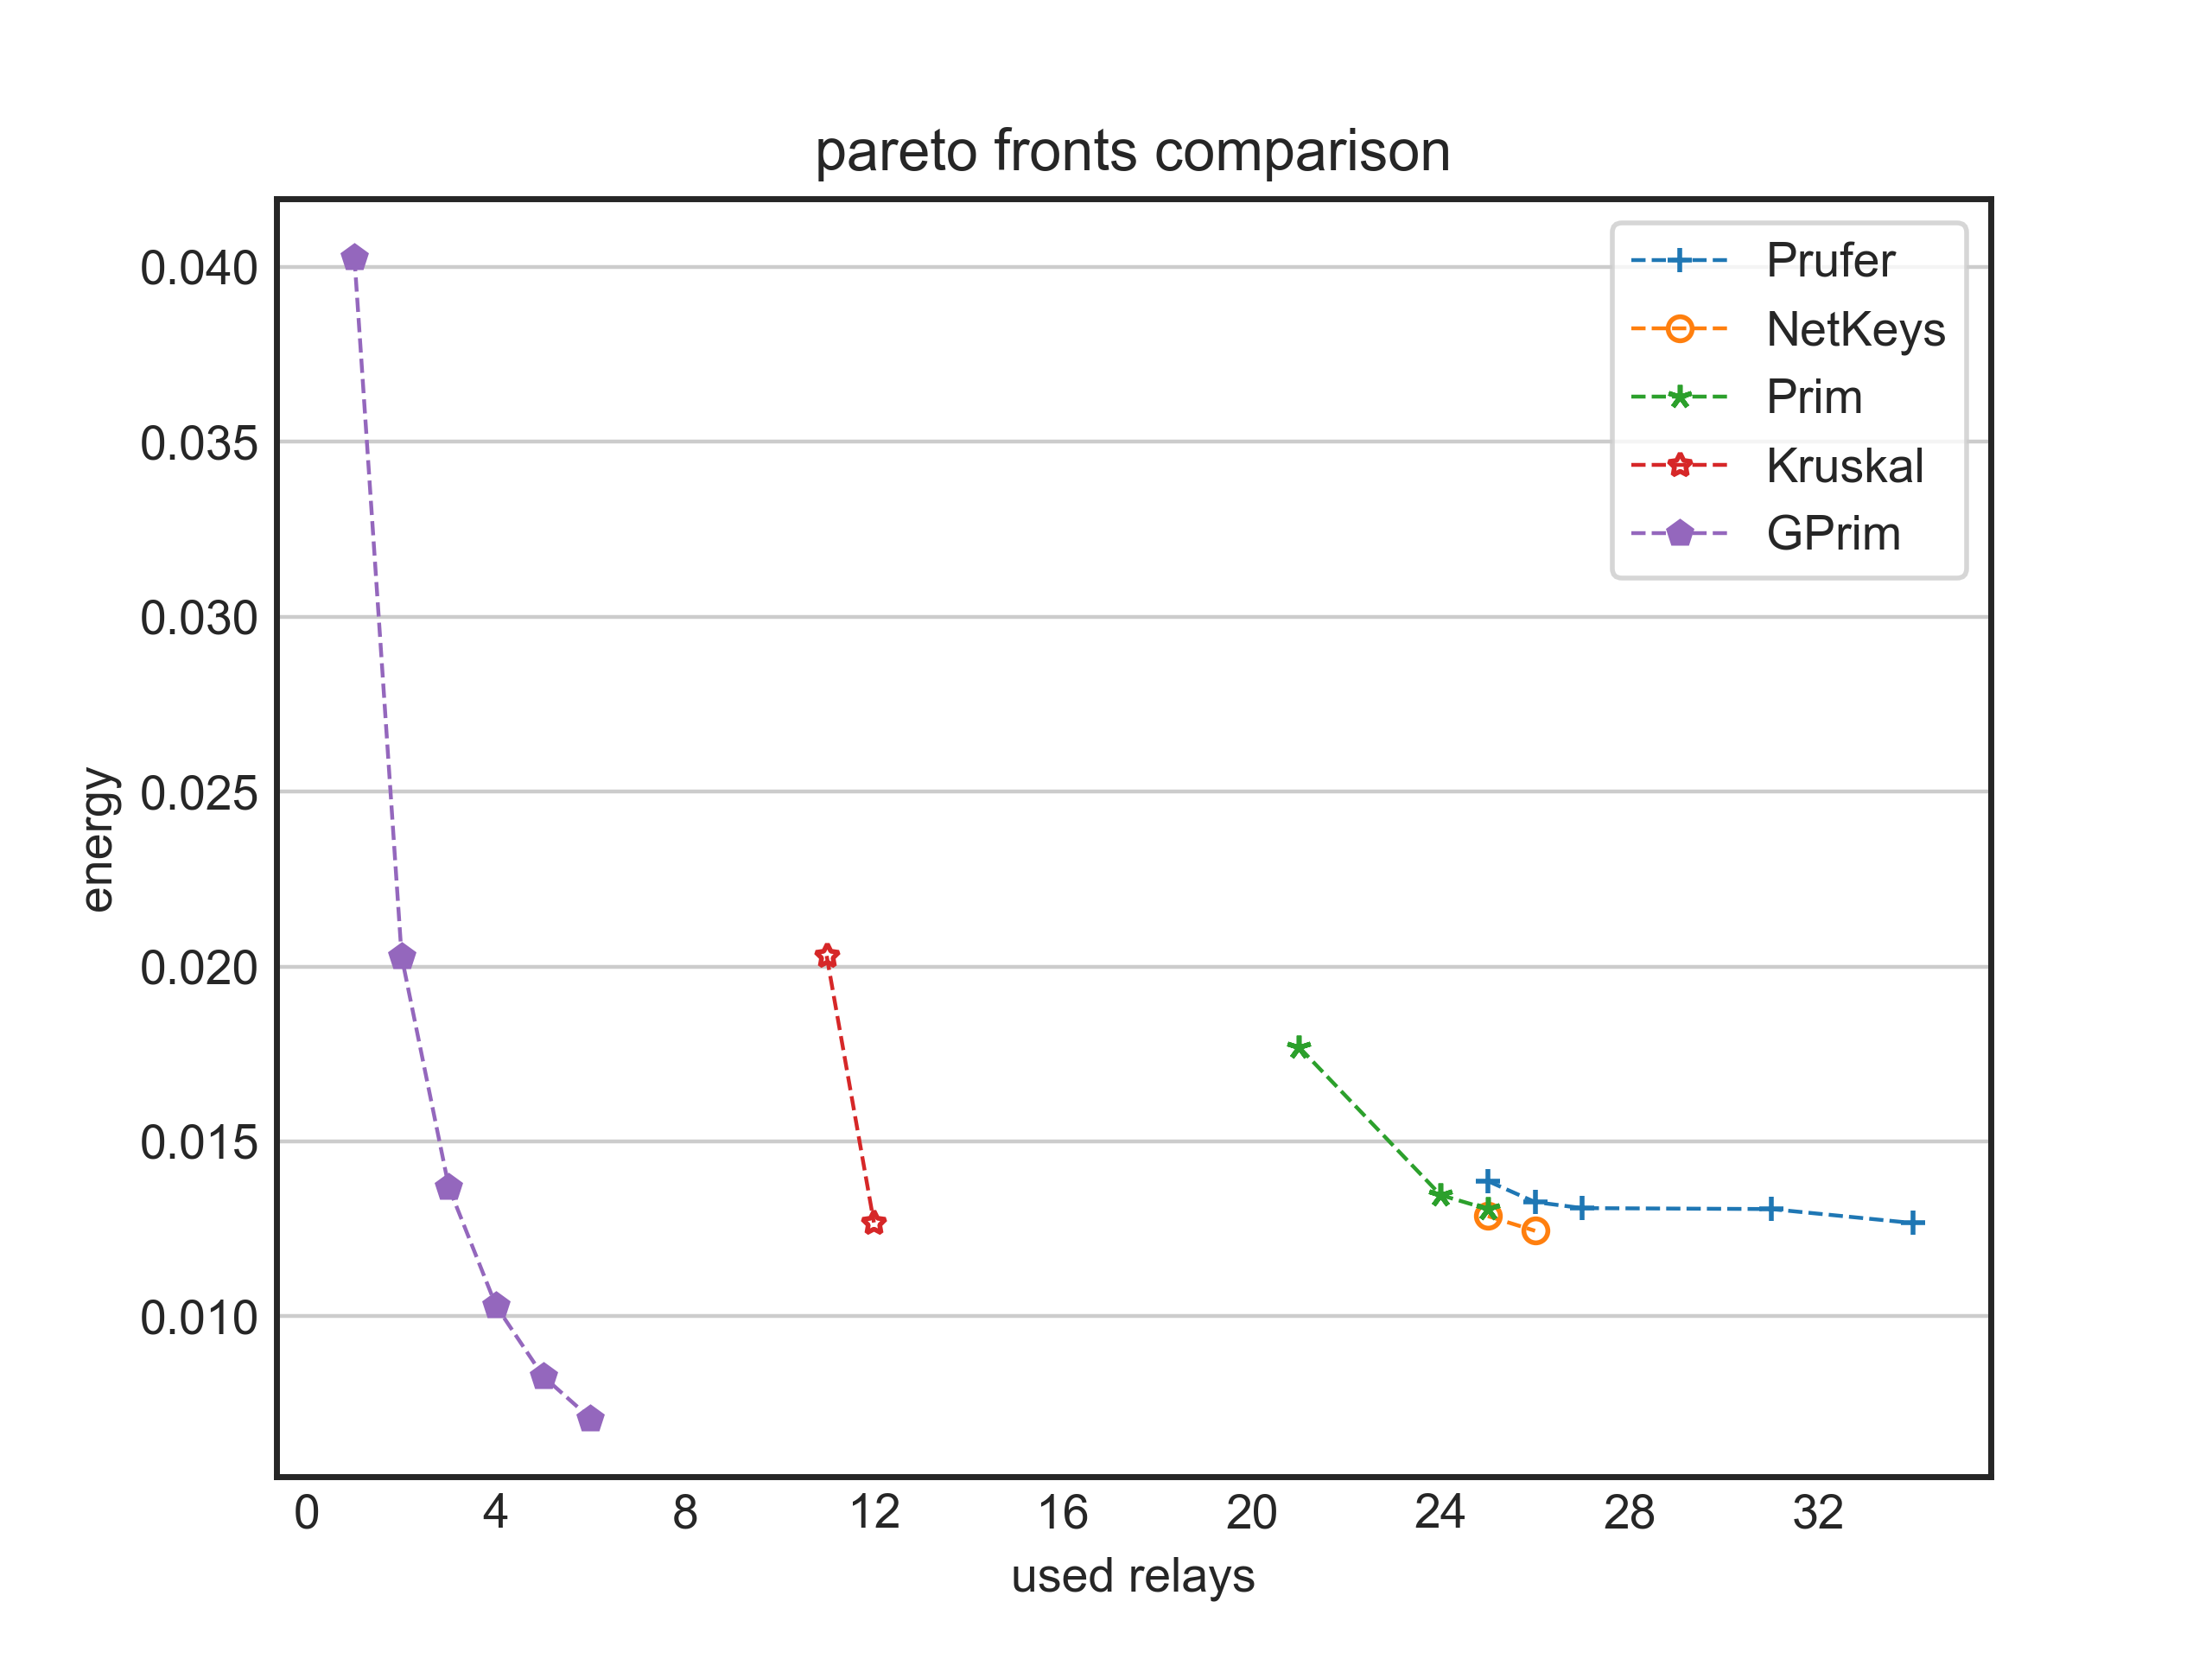 pareto fronts comparison
0.040
0.035
0.030
0.025
0.020
0.015
0.010
energy
Prufer
NetKeys
Prim
Kruskal
GPrim
0 4 8 12 16 20 24 28 32
used relays